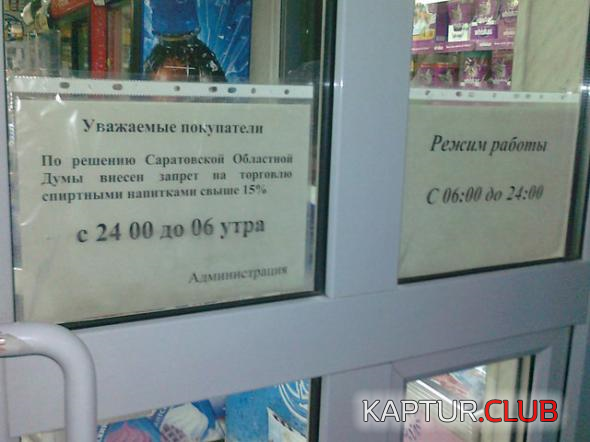 Уважаемые покупатели
По решению Саратовской Областной
Думы внесен запрет на торговлю
спиртными напитками свыше 15%
с 24 00 до 06 утра
Администрация
Режим работы
С 06:00 до 24:00
KAPTUR.CLUB